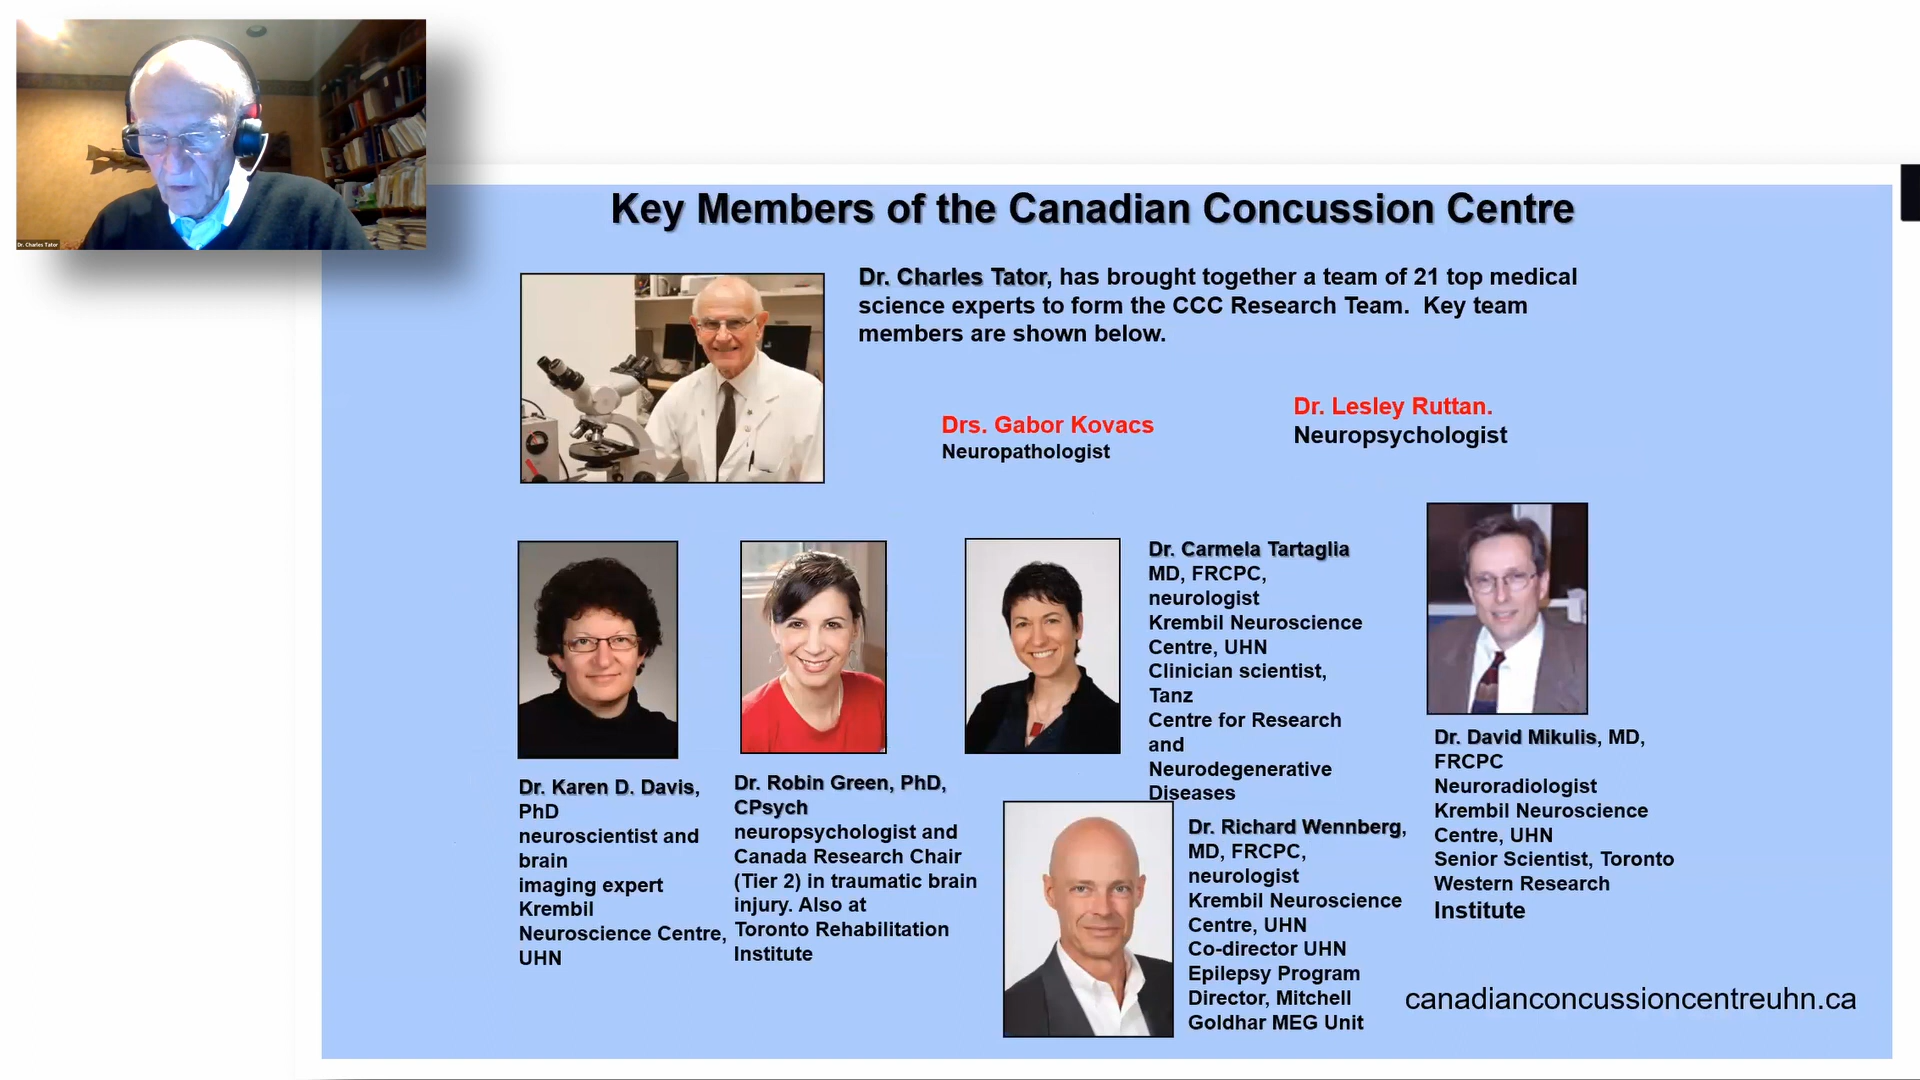 Dr. Charles Tator
Key Members of the Canadian Concussion Centre
Dr. Charles Tator, has brought together a team of 21 top medical
science experts to form the CCC Research Team. Key team
members are shown below.
Drs. Gabor Kovacs
Neuropathologist
Dr. Lesley Ruttan.
Neuropsychologist
Dr. Karen D. Davis,
PhD
neuroscientist and
brain
imaging expert
Krembil
Neuroscience Centre,
UHN
Dr. Robin Green, PhD,
CPsych
neuropsychologist and
Canada Research Chair
(Tier 2) in traumatic brain
injury. Also at
Toronto Rehabilitation
Institute
Dr. Carmela Tartaglia
MD, FRCPC,
neurologist
Krembil Neuroscience
Centre, UHN
Clinician scientist,
Tanz
Centre for Research
and
Neurodegenerative
Diseases
Dr. Richard Wennberg,
MD, FRCPC,
neurologist
Krembil Neuroscience
Centre, UHN
Co-director UHN
Epilepsy Program
Director, Mitchell
Goldhar MEG Unit
Dr. David Mikulis, MD,
FRCPC
Neuroradiologist
Krembil Neuroscience
Centre, UHN
Senior Scientist, Toronto
Western Research
Institute
canadianconcussioncentreuhn.ca